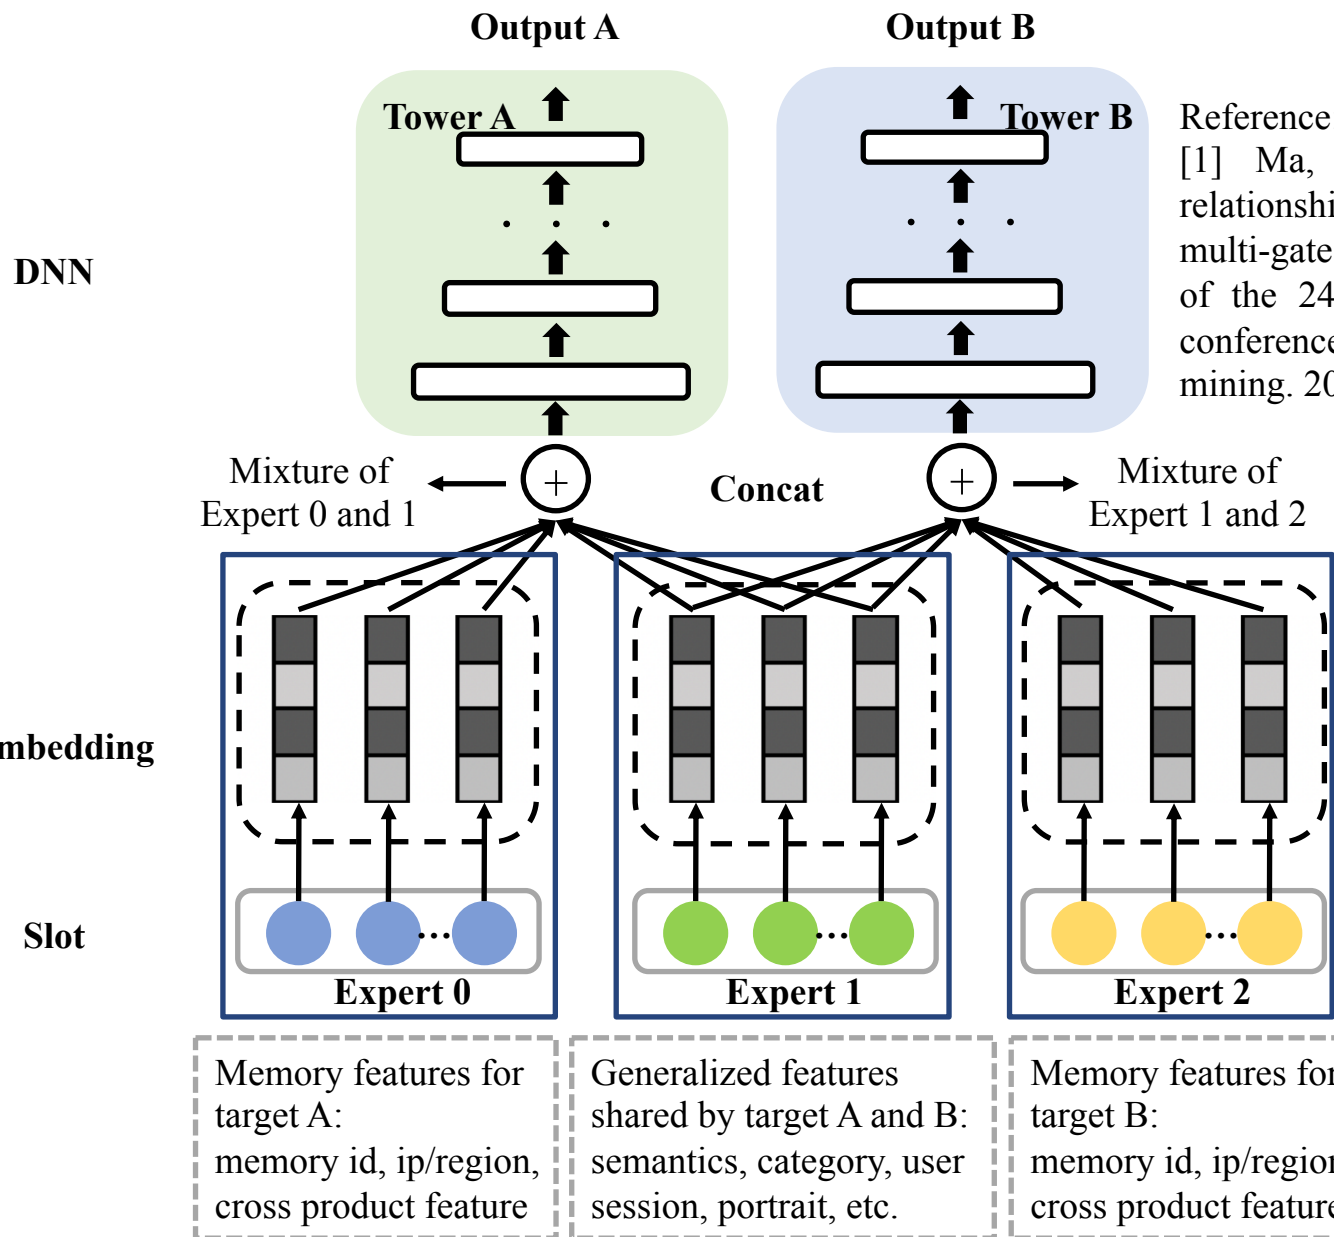 Output A
Output B
Tower A
Tower B
Reference
[1] Ma,
multi-gate
of the 24
conference
mining. 20
DNN
Mixture of
Expert 0 and 1
+
Concat
+
Mixture of
Expert 1 and 2
mbedding
Slot
...
...
...
Expert 0
Expert 1
Expert 2
Memory features for
target A:
memory id, ip/region,
cross product feature
Generalized features
shared by target A and B:
semantics, category, user
session, portrait, etc.
Memory features for
target B:
memory id, ip/region
cross product feature